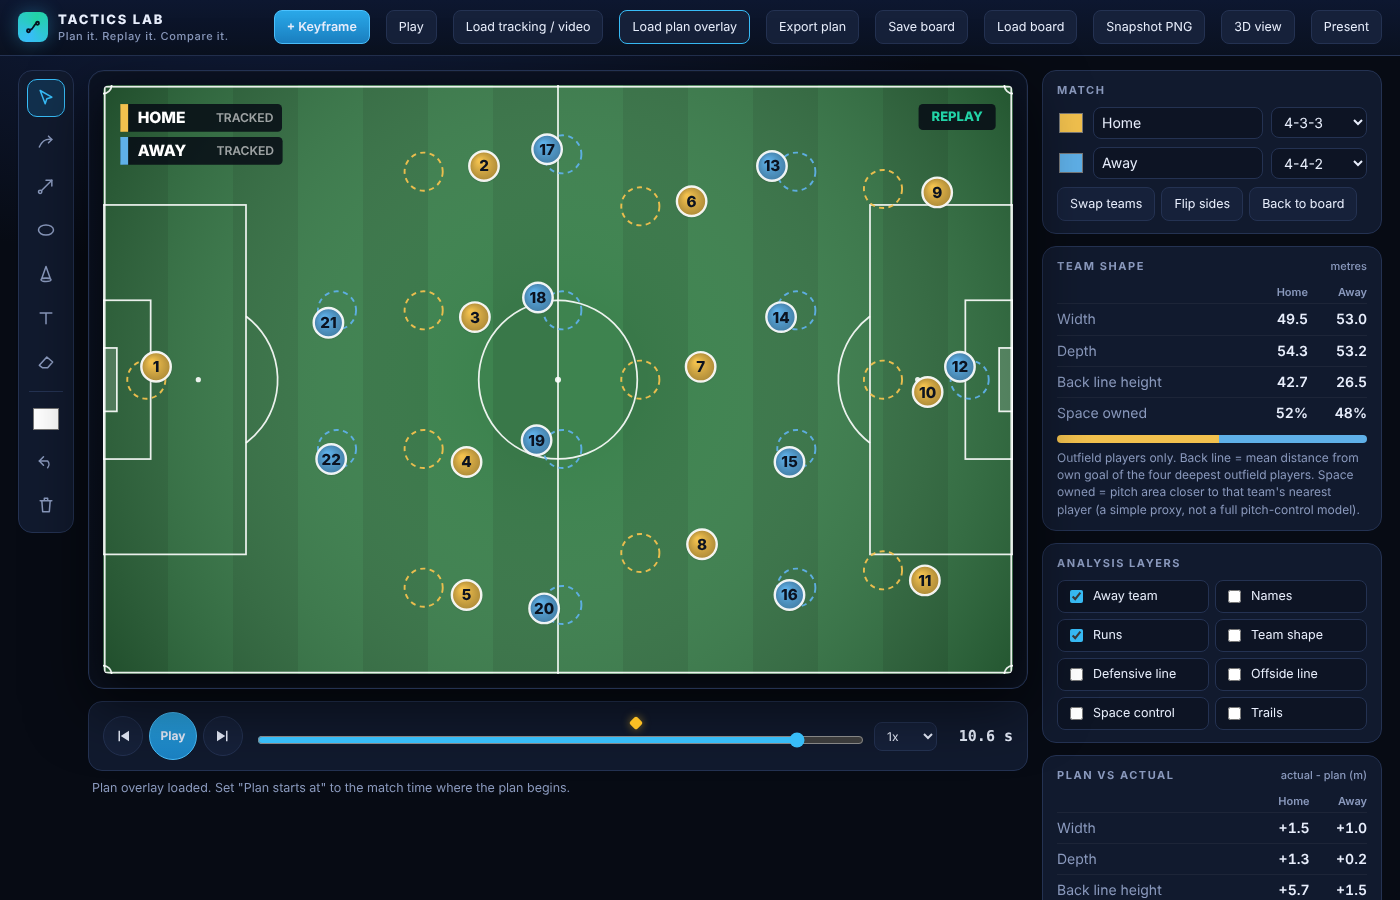 TACTICS LAB
Plan it. Replay it. Compare it.
+ Keyframe
Play
Load tracking / video
Load plan overlay
Export plan
Save board
Load board
Snapshot PNG
3D view
Present
HOME TRACKED
AWAY TRACKED
REPLAY
17
2
13
6
9
18
21
3
14
1
7
12
10
19
22
4
15
8
11
5
20
16
Play
1x
10.6 s
Plan overlay loaded. Set "Plan starts at" to the match time where the plan begins.
MATCH
Home 4-3-3
Away 4-4-2
Swap teams
Flip sides
Back to board
TEAM SHAPE metres
Home Away
Width 49.5 53.0
Depth 54.3 53.2
Back line height 42.7 26.5
Space owned 52% 48%
Outfield players only. Back line = mean distance from
own goal of the four deepest outfield players. Space
owned = pitch area closer to that team's nearest
player (a simple proxy, not a full pitch-control model).
ANALYSIS LAYERS
Away team
Names
Runs
Team shape
Defensive line
Offside line
Space control
Trails
PLAN VS ACTUAL actual - plan (m)
Home Away
Width +1.5 +1.0
Depth +1.3 +0.2
Back line height +5.7 +1.5